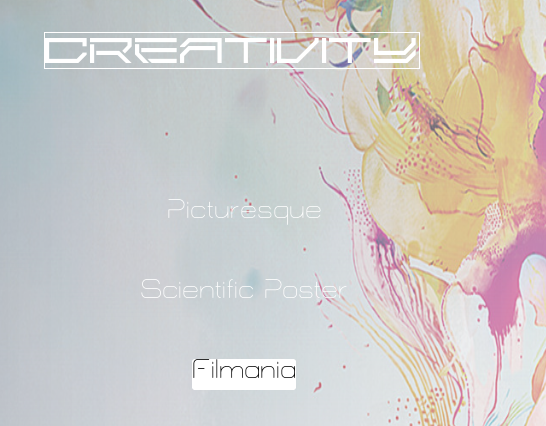 CREATIVITY
Picturesque
Scientific Poster
Filmania